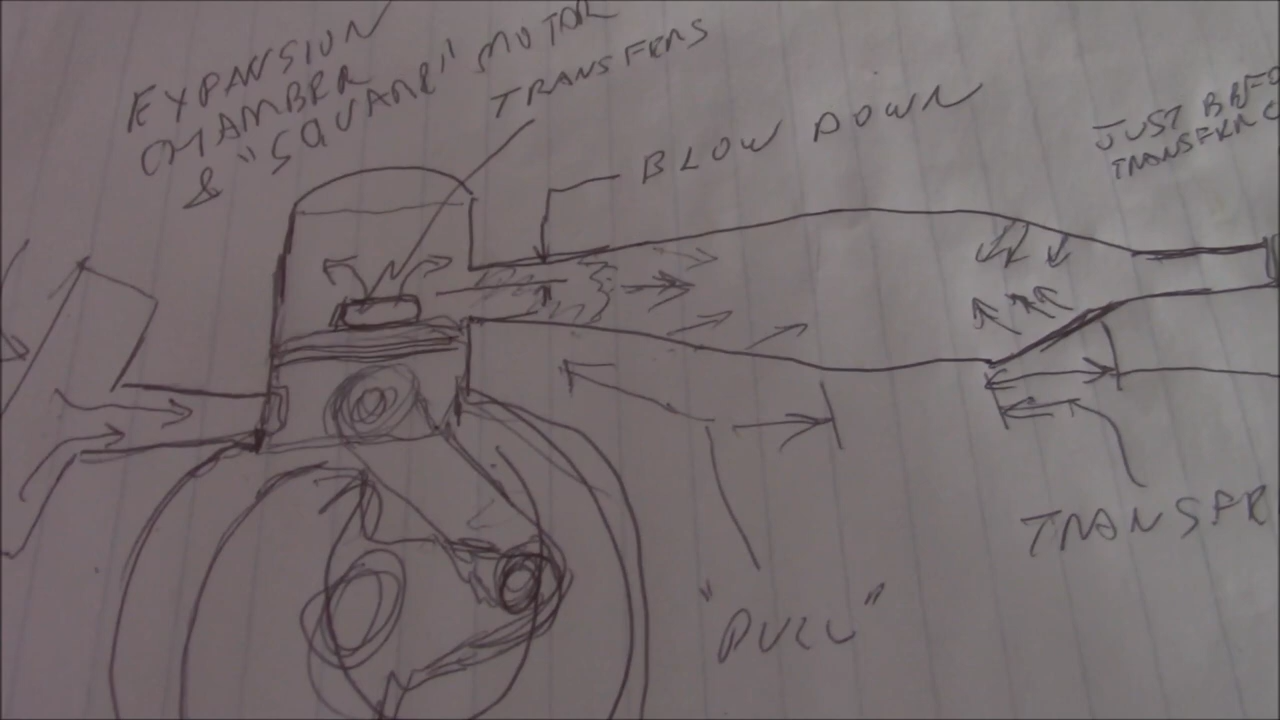 EXPANSION
CHAMBER
& "SQUARE" MOTOR
TRANSFERS
BLOW DOWN
JUST BEFO
TRANSFER C
TRANSFR
"PULL"